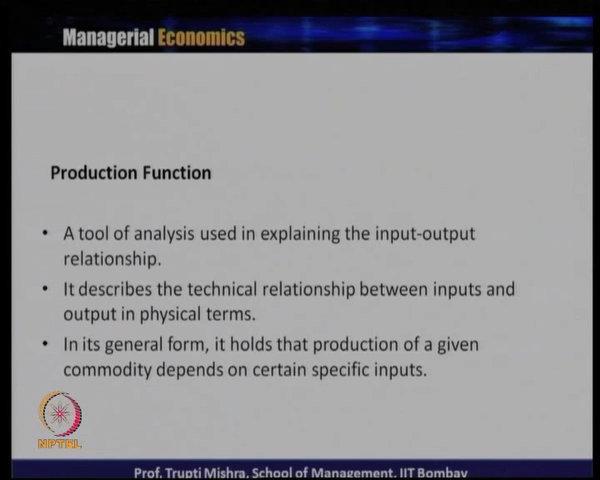 Managerial Economics
Production Function
• A tool of analysis used in explaining the input-output
relationship.
• It describes the technical relationship between inputs and
output in physical terms.
• In its general form, it holds that production of a given
commodity depends on certain specific inputs.
NPTEL
Prof. Trupti Mishra, School of Management, IIT Bombay